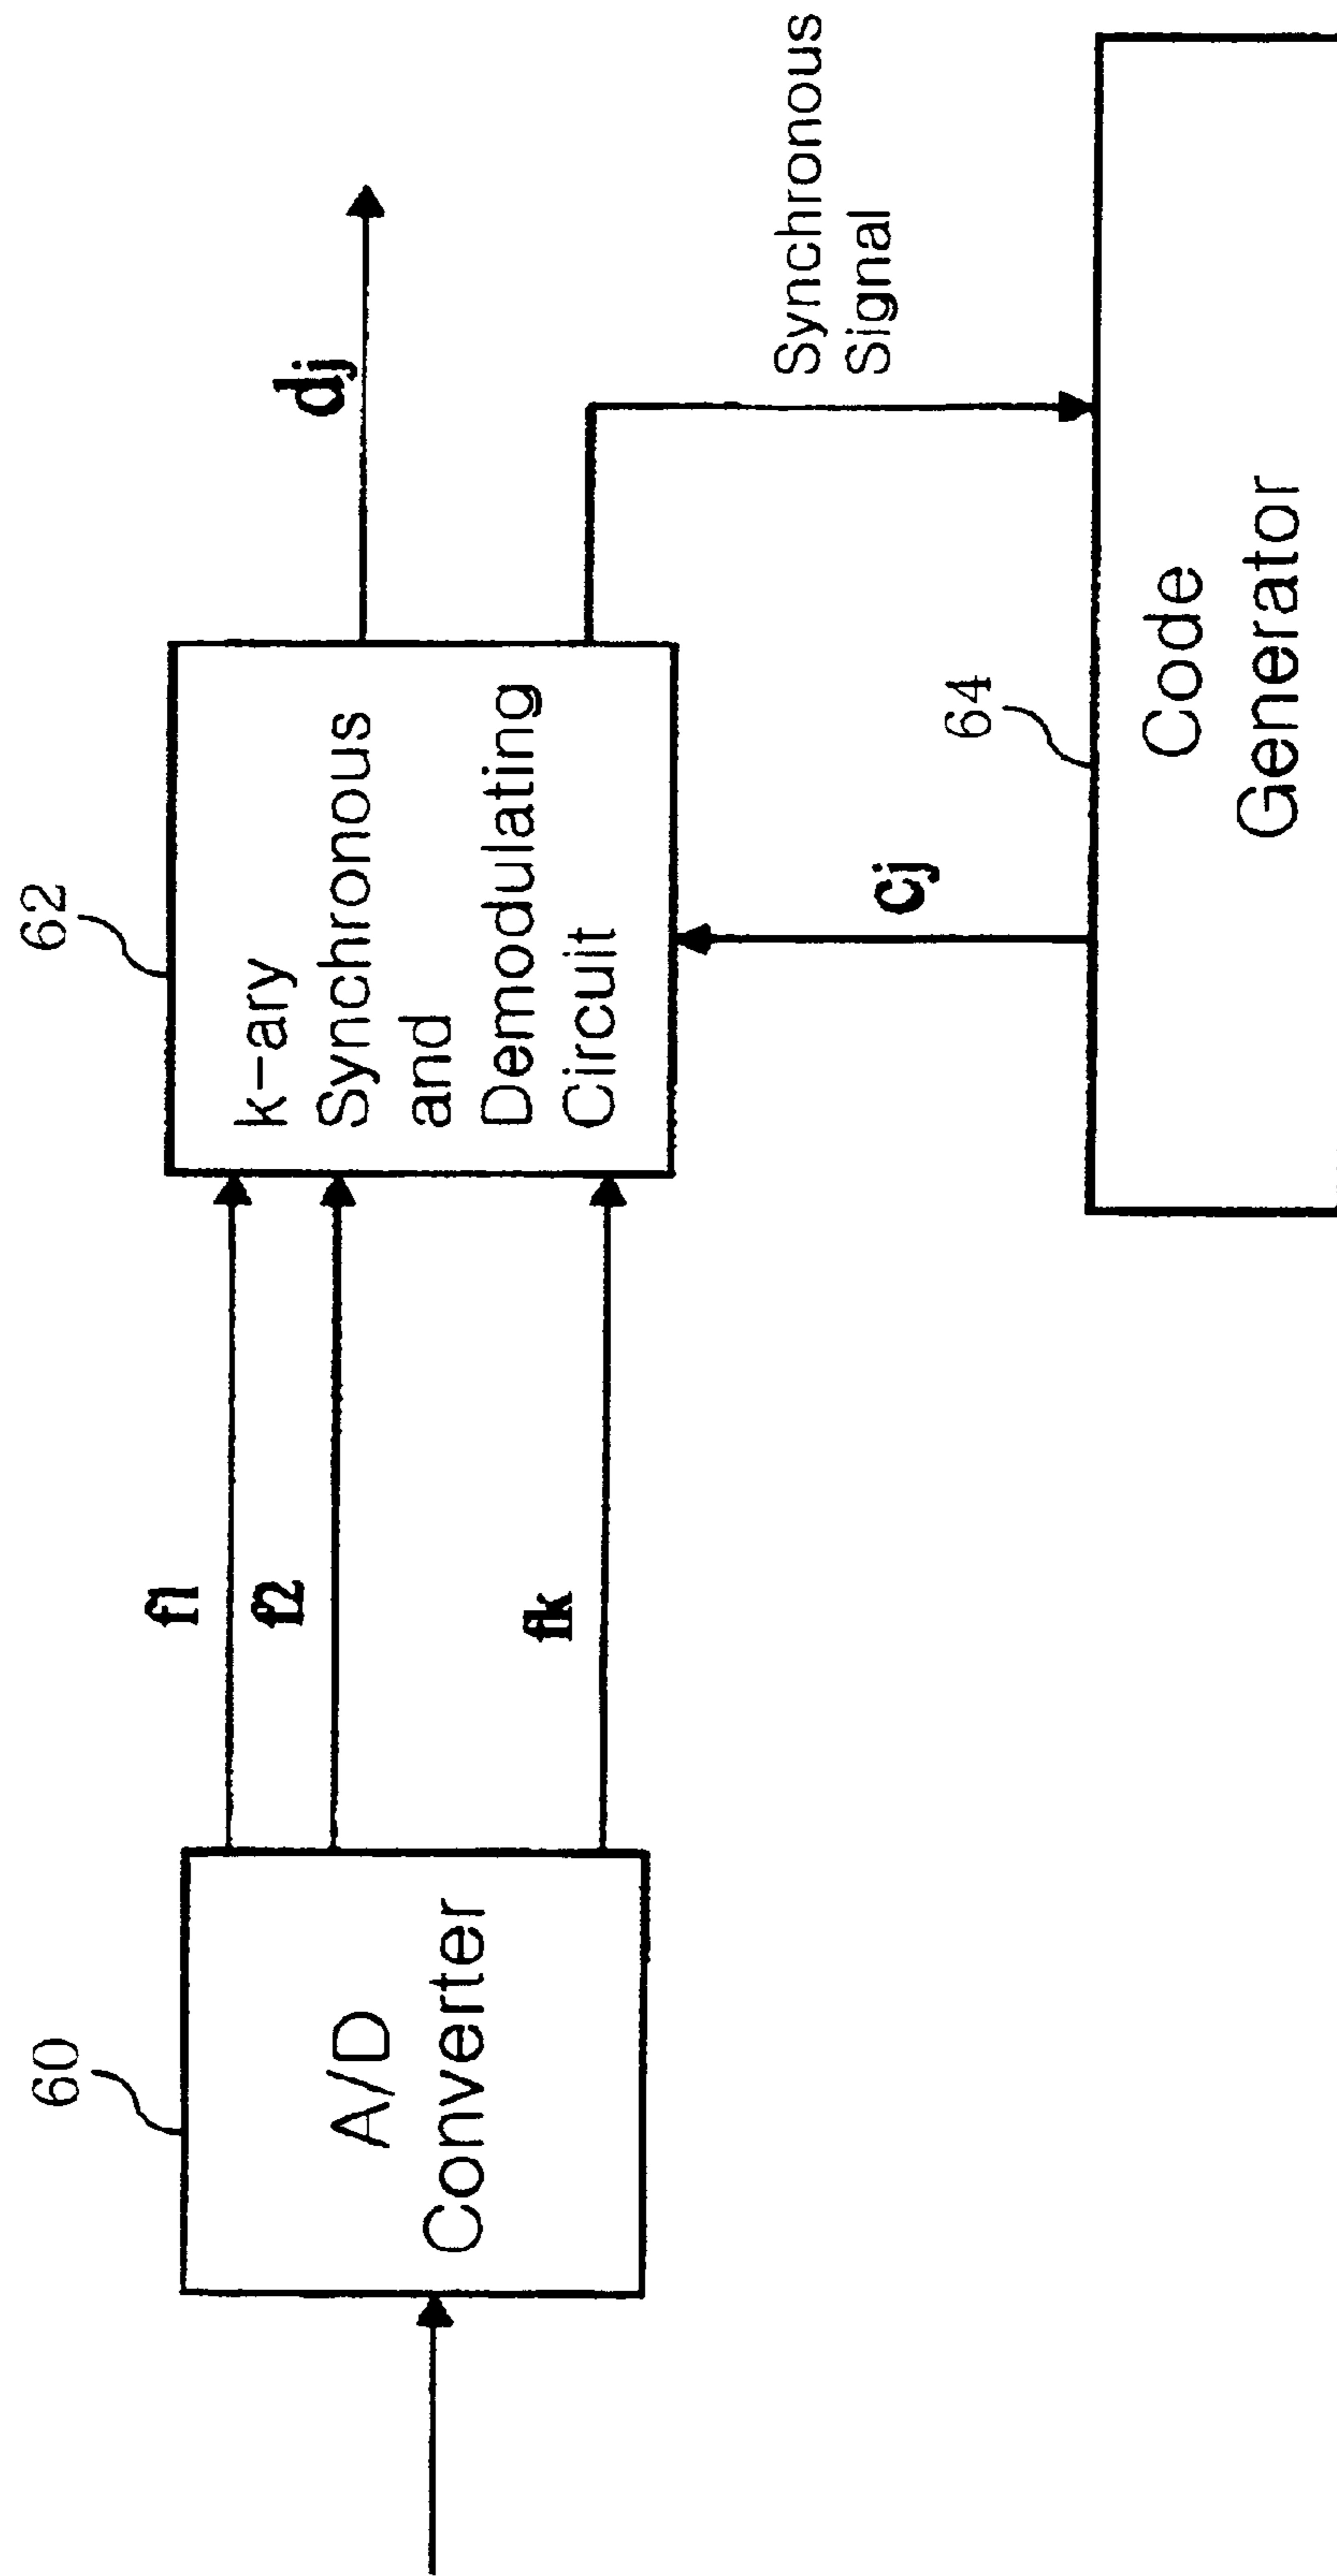 60
A/D
Converter
f1
f2
fk
62
k-ary
Synchronous
and
Demodulating
Circuit
dj
Synchronous
Signal
cj
64
Code
Generator